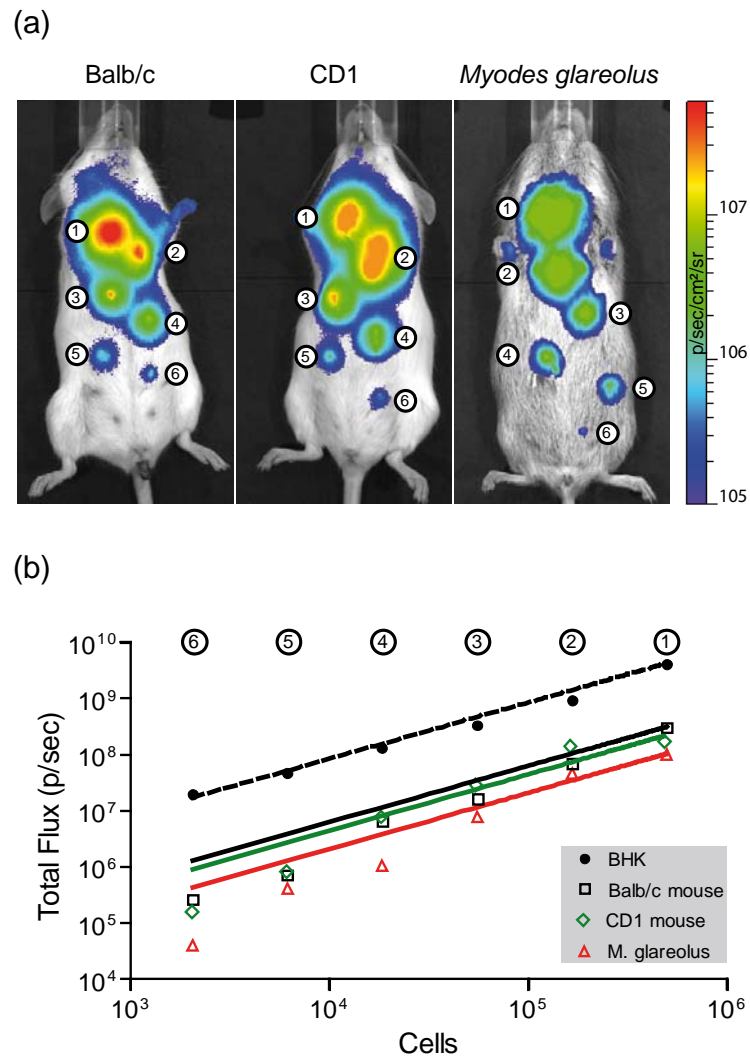 (a)
Balb/c CD1 Myodes glareolus
1 2 3 4 5 6
1 2 3 4 5 6
1 2 3 4 5 6
107
106
105
p/sec/cm²/sr
(b)
6 5 4 3 2 1
10¹⁰
10⁹
10⁸
10⁷
10⁶
10⁵
10⁴
Total Flux (p/sec)
10³ 10⁴ 10⁵ 10⁶
Cells
BHK
Balb/c mouse
CD1 mouse
M. glareolus